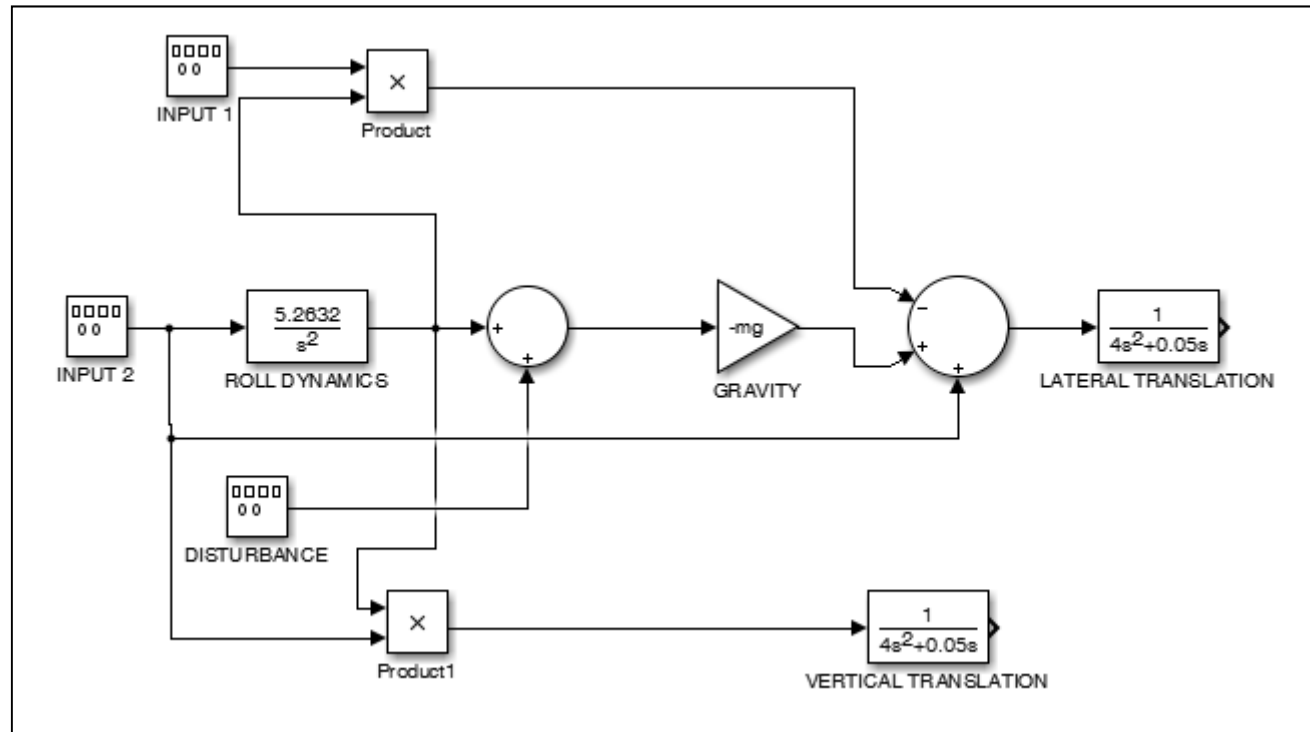 INPUT 1
×
Product
INPUT 2
5.2632
s²
ROLL DYNAMICS
+
+
-mg
GRAVITY
−
+
+
1
4s²+0.05s
LATERAL TRANSLATION
DISTURBANCE
×
Product1
1
4s²+0.05s
VERTICAL TRANSLATION